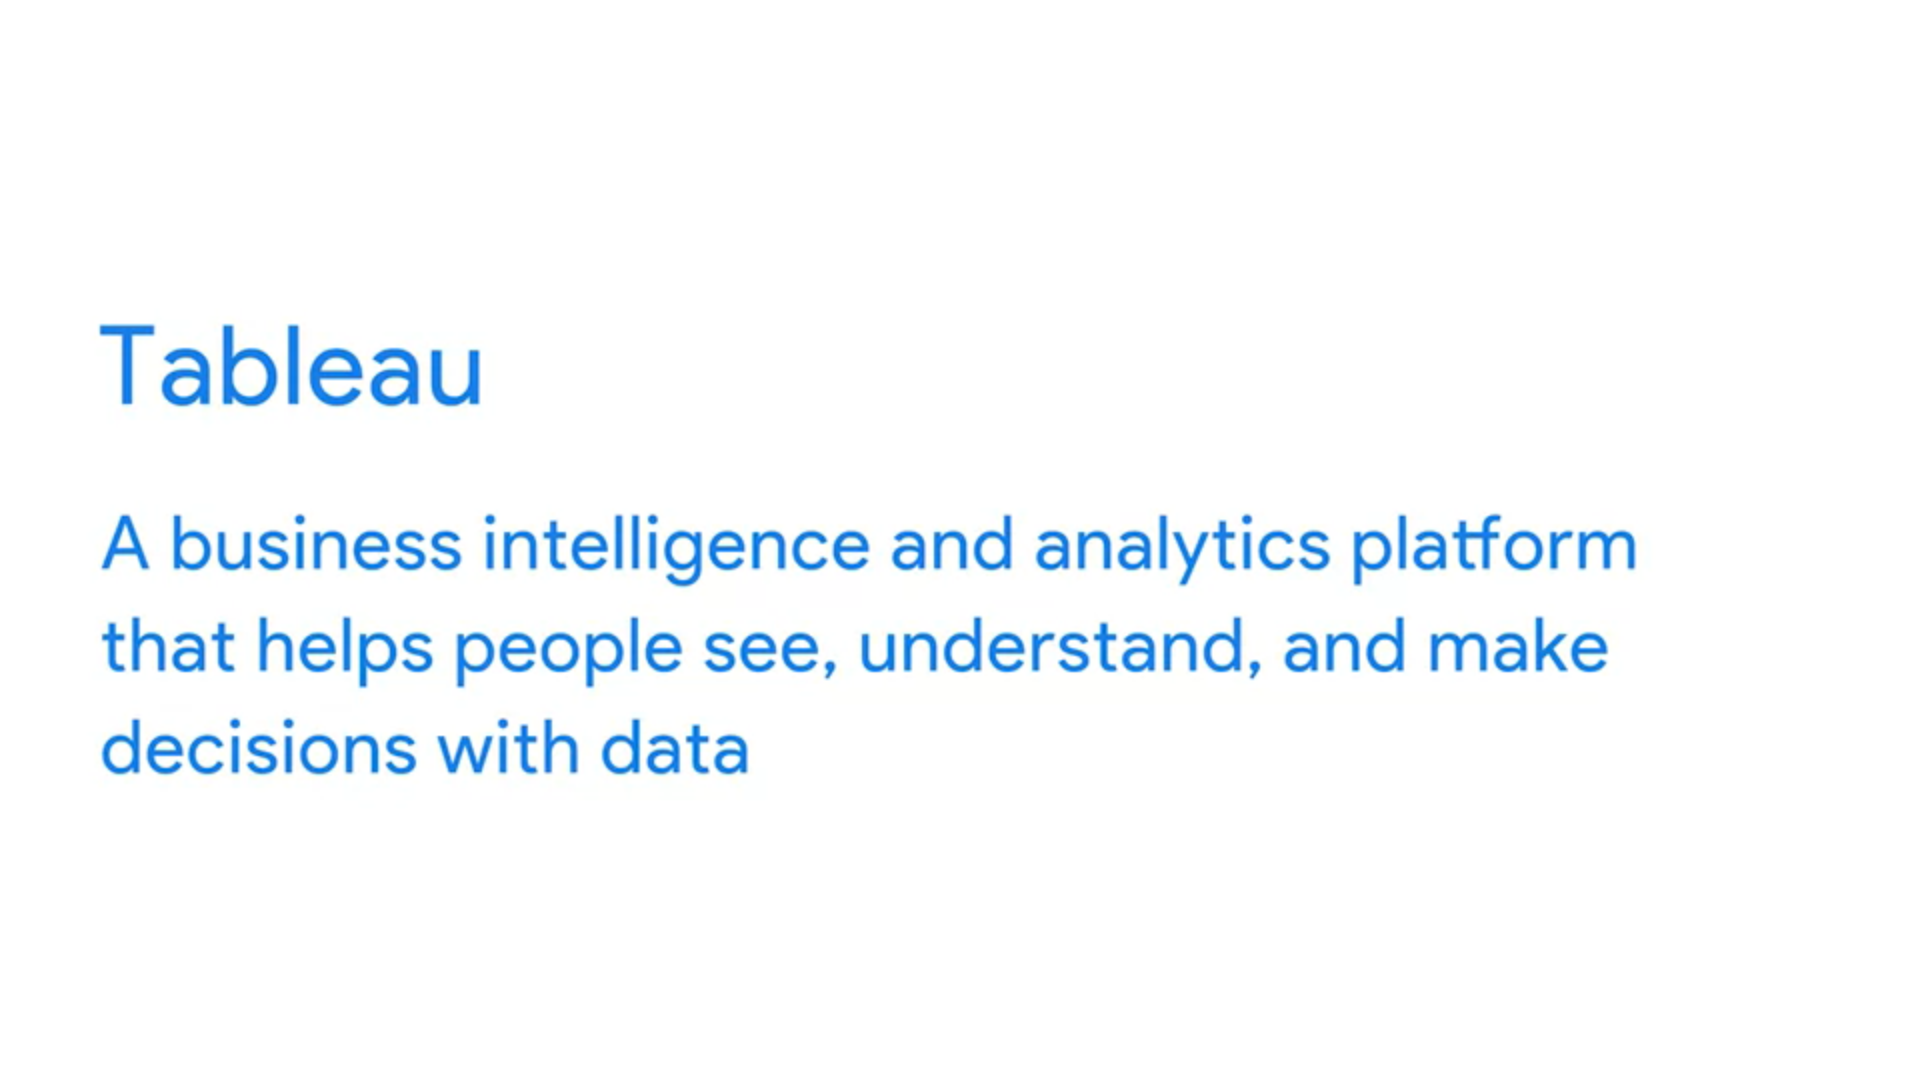 Tableau
A business intelligence and analytics platform
that helps people see, understand, and make
decisions with data